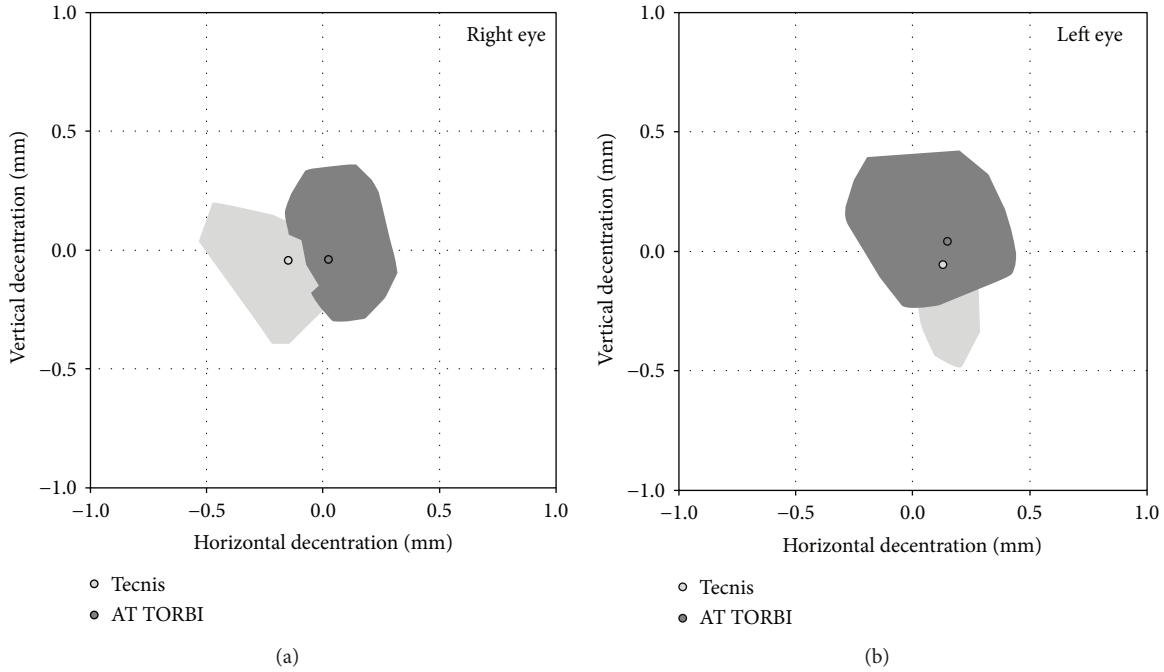 Right eye
1.0
0.5
0.0
−0.5
−1.0
Vertical decentration (mm)
−1.0
−0.5
0.0
0.5
1.0
Horizontal decentration (mm)
Tecnis
AT TORBI
(a)
Left eye
1.0
0.5
0.0
−0.5
−1.0
Vertical decentration (mm)
−1.0
−0.5
0.0
0.5
1.0
Horizontal decentration (mm)
Tecnis
AT TORBI
(b)